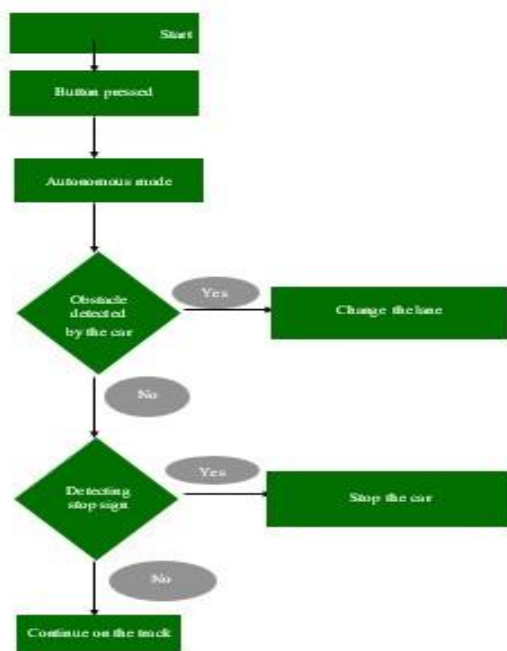 Start
Button pressed
Autonomous mode
Obstacle
detected
by the car
Yes
Change the lane
No
Detecting
stop sign
Yes
Stop the car
No
Continue on the track